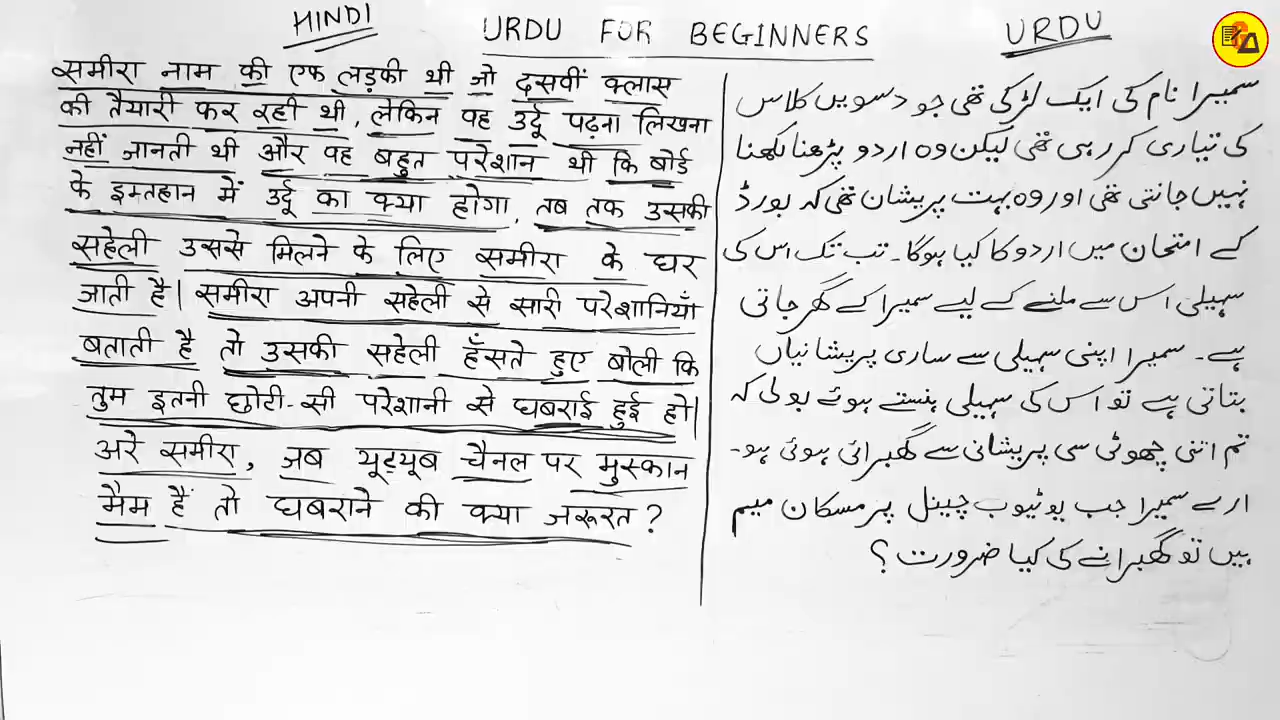 HINDI
URDU FOR BEGINNERS
URDU
समीरा नाम की एक लड़की थी जो दसवीं क्लास
की तैयारी कर रही थी, लेकिन वह उर्दू पढ़ना लिखना
नहीं जानती थी और वह बहुत परेशान थी कि बोर्ड
के इम्तहान में उर्दू का क्या होगा, तब तक उसकी
सहेली उससे मिलने के लिए समीरा के घर
जाती है। समीरा अपनी सहेली से सारी परेशानियाँ
बताती है तो उसकी सहेली हँसते हुए बोली कि
तुम इतनी छोटी-सी परेशानी से घबराई हुई हो।
अरे समीरा, जब यूट्यूब चैनल पर मुस्कान
मैम हैं तो घबराने की क्या जरूरत?
سمیرا نام کی ایک لڑکی تھی جو دسویں کلاس
کی تیاری کر رہی تھی لیکن وہ اردو پڑھنا لکھنا
نہیں جانتی تھی اور وہ بہت پریشان تھی کہ بورڈ
کے امتحان میں اردو کا کیا ہوگا۔ تب تک اس کی
سہیلی اس سے ملنے کے لیے سمیرا کے گھر جاتی
ہے۔ سمیرا اپنی سہیلی سے ساری پریشانیاں
بتاتی ہے تو اس کی سہیلی ہنستے ہوئے بولی کہ
تم اتنی چھوٹی سی پریشانی سے گھبرائی ہوئی ہو۔
ارے سمیرا جب یوٹیوب چینل پر مسکان میم
ہیں تو گھبرانے کی کیا ضرورت؟